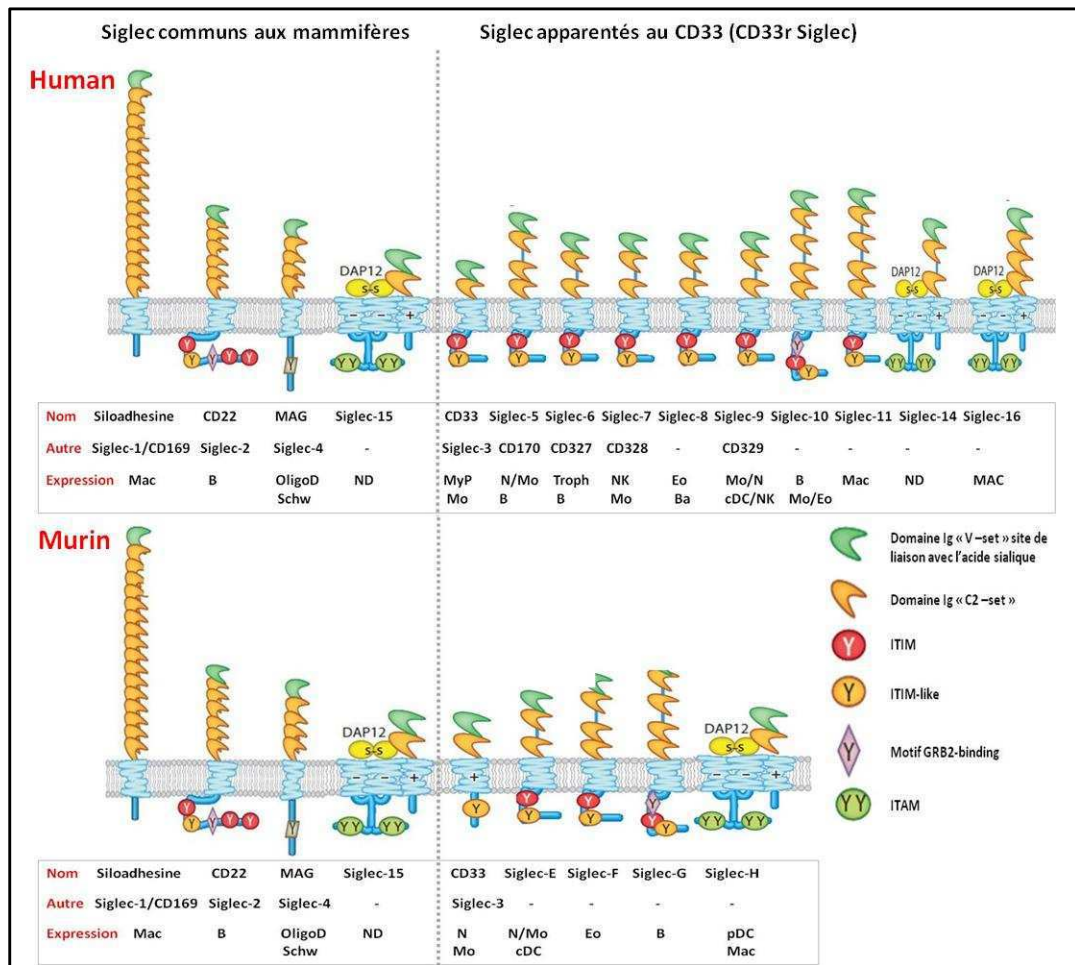 Siglec communs aux mammifères Siglec apparentés au CD33 (CD33r Siglec)
Human
DAP12 DAP12 DAP12
S-S S-S S-S
- - + - - + - - +
Y Y Y Y Y Y Y Y Y Y
Y Y Y Y Y Y Y Y Y Y Y Y Y Y Y Y Y Y Y Y
Nom Siloadhesine CD22 MAG Siglec-15 CD33 Siglec-5 Siglec-6 Siglec-7 Siglec-8 Siglec-9 Siglec-10 Siglec-11 Siglec-14 Siglec-16
Autre Siglec-1/CD169 Siglec-2 Siglec-4 - Siglec-3 CD170 CD327 CD328 - CD329 - - - -
Expression Mac B OligoD ND MyP N/Mo Troph NK Eo Mo/N B Mac ND MAC
Schw Mo B B Mo Ba cDC/NK Mo/Eo
Murin
Domaine Ig « V –set » site de
liaison avec l'acide sialique
Domaine Ig « C2 –set »
Y ITIM
Y ITIM-like
DAP12 DAP12
S-S S-S
- - + + - - +
Y Motif GRB2-binding
Y Y Y Y Y Y Y Y Y Y Y Y Y Y Y Y Y Y Y Y Y
Y Y ITAM
Nom Siloadhesine CD22 MAG Siglec-15 CD33 Siglec-E Siglec-F Siglec-G Siglec-H
Autre Siglec-1/CD169 Siglec-2 Siglec-4 - Siglec-3 - - - -
Expression Mac B OligoD ND N N/Mo Eo B pDC
Schw Mo cDC Mac